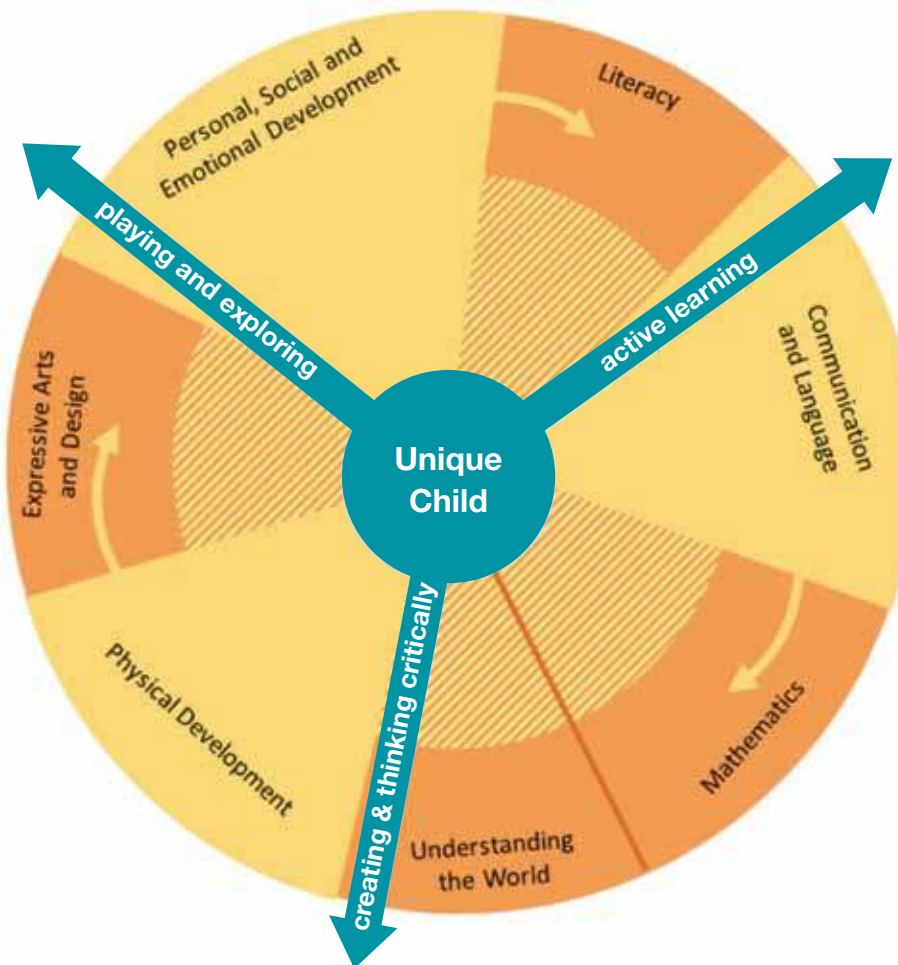 Personal, Social and
Emotional Development
Literacy
playing and exploring
active learning
Communication
and Language
Expressive Arts
and Design
Unique
Child
Physical Development
creating & thinking critically
Mathematics
Understanding
the World